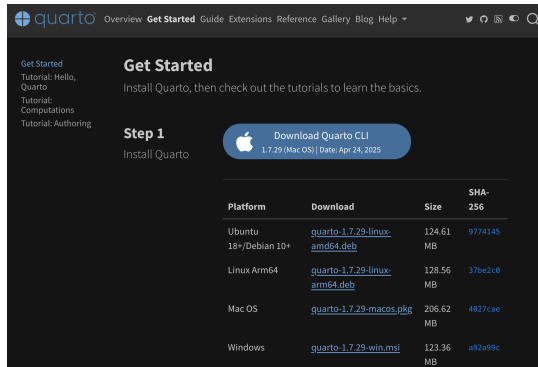 quarto Overview Get Started Guide Extensions Reference Gallery Blog Help
Get Started
Tutorial: Hello,
Quarto
Tutorial:
Computations
Tutorial: Authoring
Get Started
Install Quarto, then check out the tutorials to learn the basics.
Step 1
Install Quarto
Download Quarto CLI
1.7.29 (Mac OS) | Date: Apr 24, 2025
Platform Download Size SHA-
256
Ubuntu quarto-1.7.29-linux- 124.61 9774145
18+/Debian 10+ amd64.deb MB
Linux Arm64 quarto-1.7.29-linux- 128.56 37be2c0
arm64.deb MB
Mac OS quarto-1.7.29-macos.pkg 206.62 4027cae
MB
Windows quarto-1.7.29-win.msi 123.36 a92a99c
MB